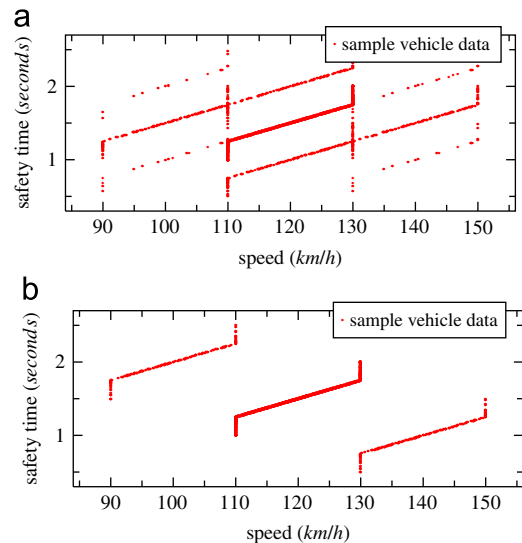 a
sample vehicle data
safety time (seconds)
2
1
90 100 110 120 130 140 150
speed (km/h)
b
sample vehicle data
safety time (seconds)
2
1
90 100 110 120 130 140 150
speed (km/h)